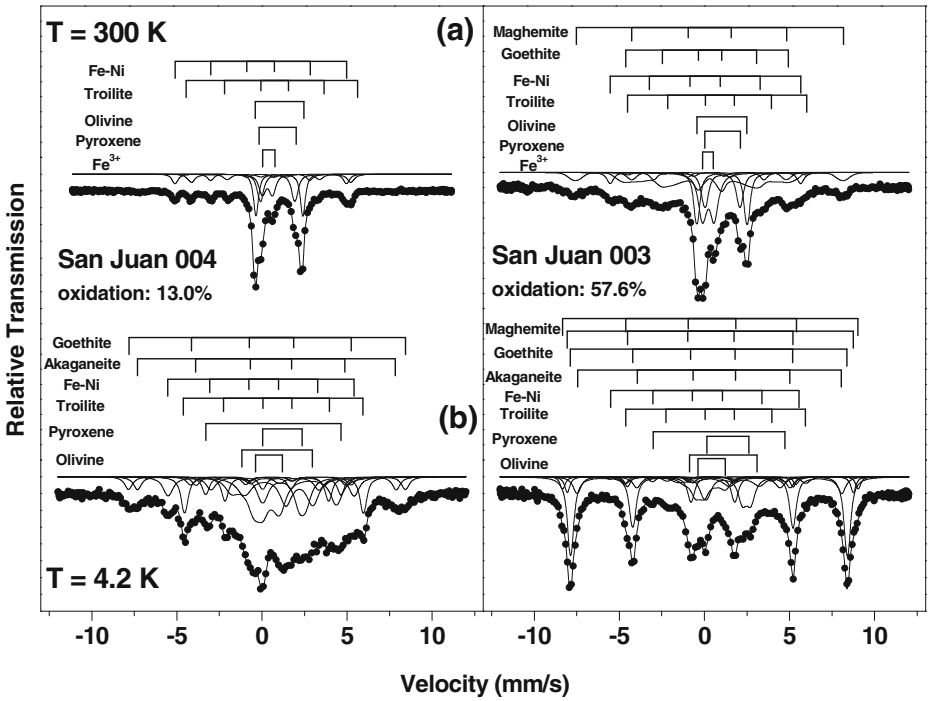 T = 300 K
(a)
Fe-Ni
Troilite
Olivine
Pyroxene
Fe3+
San Juan 004
oxidation: 13.0%
Maghemite
Goethite
Fe-Ni
Troilite
Olivine
Pyroxene
Fe3+
San Juan 003
oxidation: 57.6%
Relative Transmission
Goethite
Akaganeite
Fe-Ni
Troilite
Pyroxene
Olivine
(b)
T = 4.2 K
Maghemite
Goethite
Akaganeite
Fe-Ni
Troilite
Pyroxene
Olivine
-10 -5 0 5 10
-10 -5 0 5 10
Velocity (mm/s)